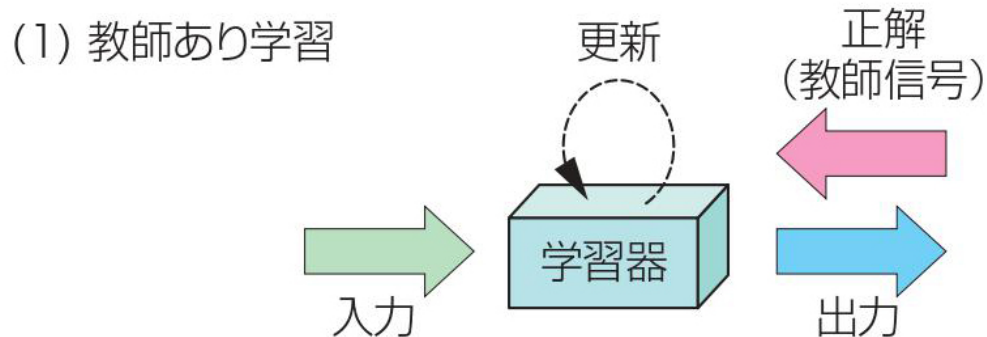 (1) 教師あり学習
更新
正解
（教師信号）
学習器
入力
出力